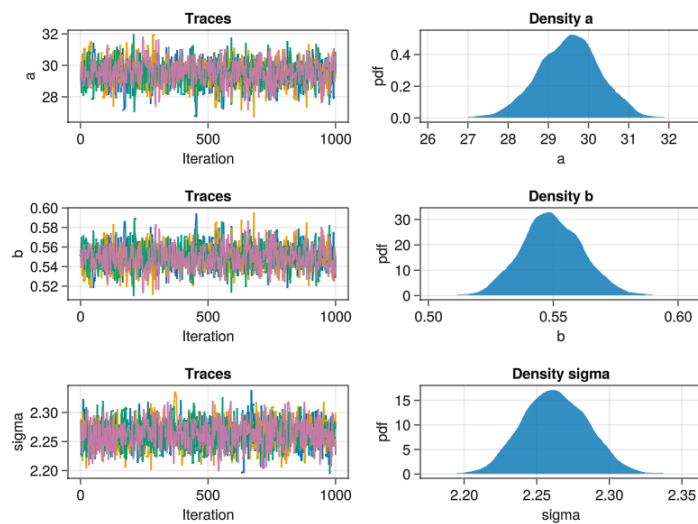 Traces
32
30
28
a
0 500 1000
Iteration
Density a
0.4
0.2
0.0
pdf
26 27 28 29 30 31 32
a
Traces
0.60
0.58
0.56
0.54
0.52
b
0 500 1000
Iteration
Density b
30
20
10
0
pdf
0.50 0.55 0.60
b
Traces
2.30
2.25
2.20
sigma
0 500 1000
Iteration
Density sigma
15
10
5
0
pdf
2.20 2.25 2.30 2.35
sigma